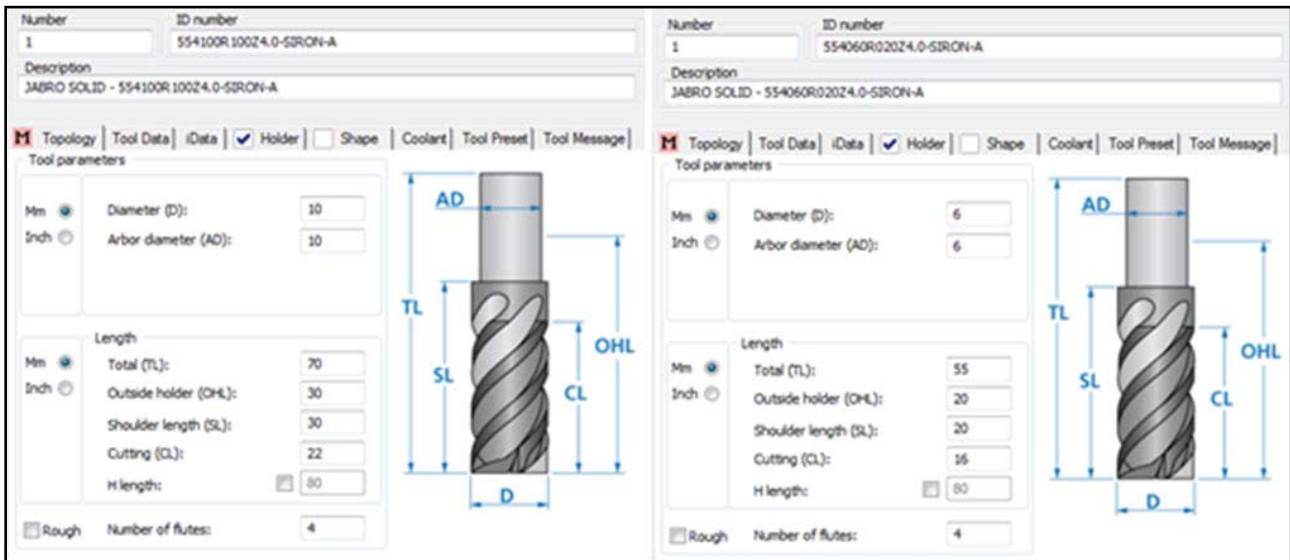 Number ID number
1 554100R100Z4.0-SIRON-A
Description
JABRO SOLID - 554100R100Z4.0-SIRON-A
M Topology Tool Data iData Holder Shape Coolant Tool Preset Tool Message
Tool parameters
Mm Diameter (D): 10
Inch Arbor diameter (AD): 10
Length
Mm Total (TL): 70
Inch Outside holder (OHL): 30
Shoulder length (SL): 30
Cutting (CL): 22
H length: 80
Rough Number of flutes: 4
AD
TL
OHL
SL
CL
D
Number ID number
1 554060R020Z4.0-SIRON-A
Description
JABRO SOLID - 554060R020Z4.0-SIRON-A
M Topology Tool Data iData Holder Shape Coolant Tool Preset Tool Message
Tool parameters
Mm Diameter (D): 6
Inch Arbor diameter (AD): 6
Length
Mm Total (TL): 55
Inch Outside holder (OHL): 20
Shoulder length (SL): 20
Cutting (CL): 16
H length: 80
Rough Number of flutes: 4
AD
TL
OHL
SL
CL
D